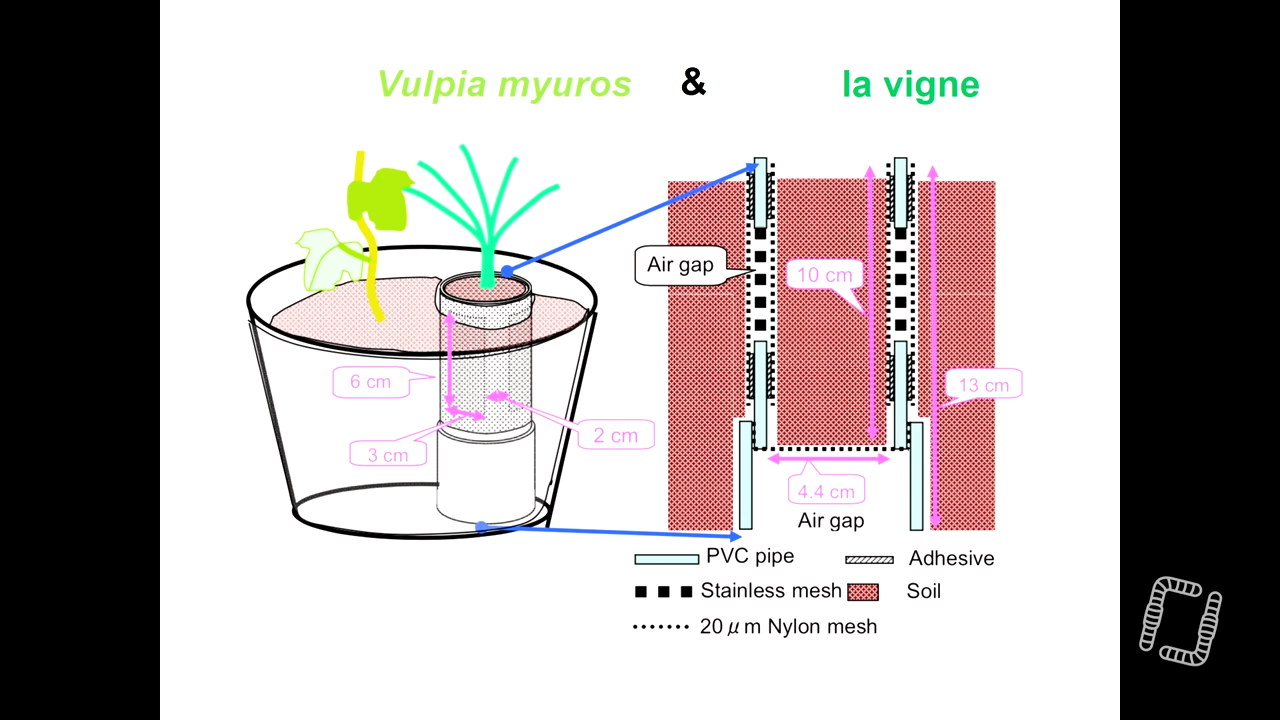 Vulpia myuros & la vigne
Air gap
10 cm
6 cm
13 cm
2 cm
3 cm
4.4 cm
Air gap
PVC pipe
Adhesive
Stainless mesh
Soil
20 μ m Nylon mesh